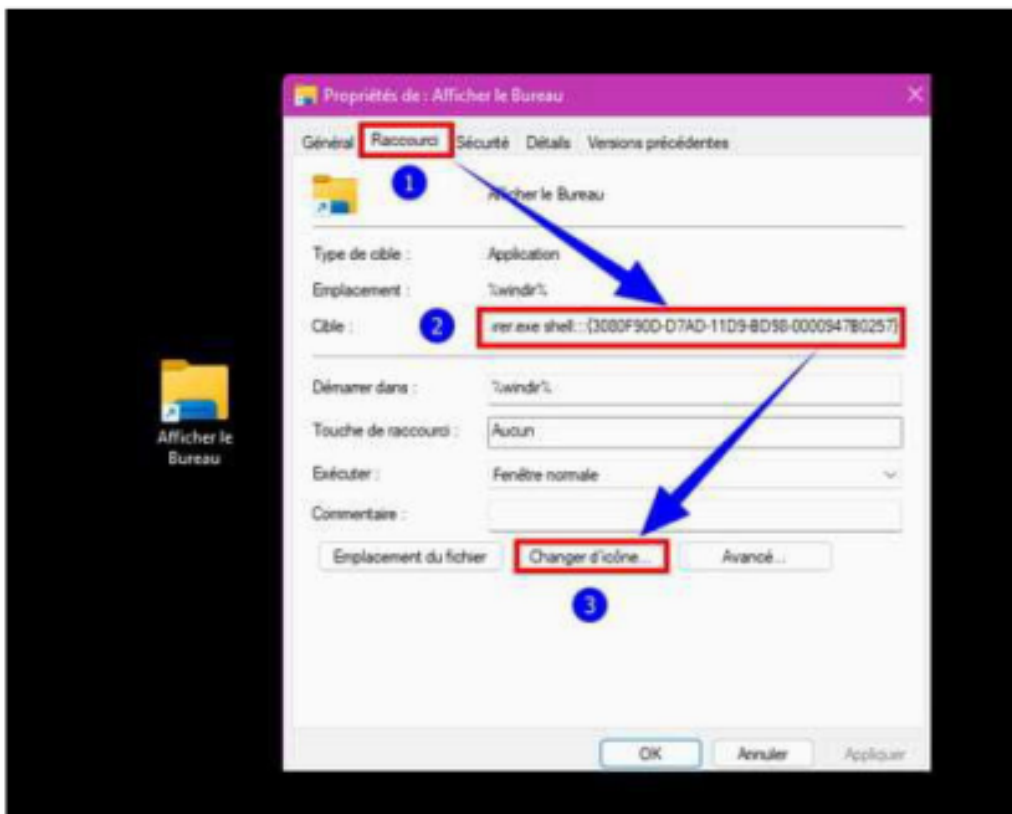 Propriétés de : Afficher le Bureau
Général Raccourci Sécurité Détails Versions précédentes
1
Afficher le Bureau
Type de cible : Application
Emplacement : %windir%
Cible : 2 rer.exe shell:::{3080F90D-D7AD-11D9-BD98-0000947B0257}
Démarrer dans : %windir%
Touche de raccourci : Aucun
Exécuter : Fenêtre normale
Commentaire :
Emplacement du fichier Changer d'icône... Avancé...
3
OK Annuler Appliquer
Afficher le
Bureau